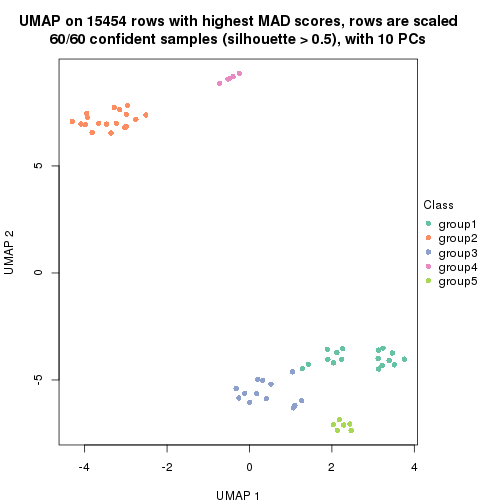 UMAP on 15454 rows with highest MAD scores, rows are scaled
60/60 confident samples (silhouette > 0.5), with 10 PCs
5
0
-5
UMAP 2
-4
-2
0
2
4
UMAP 1
Class
group1
group2
group3
group4
group5